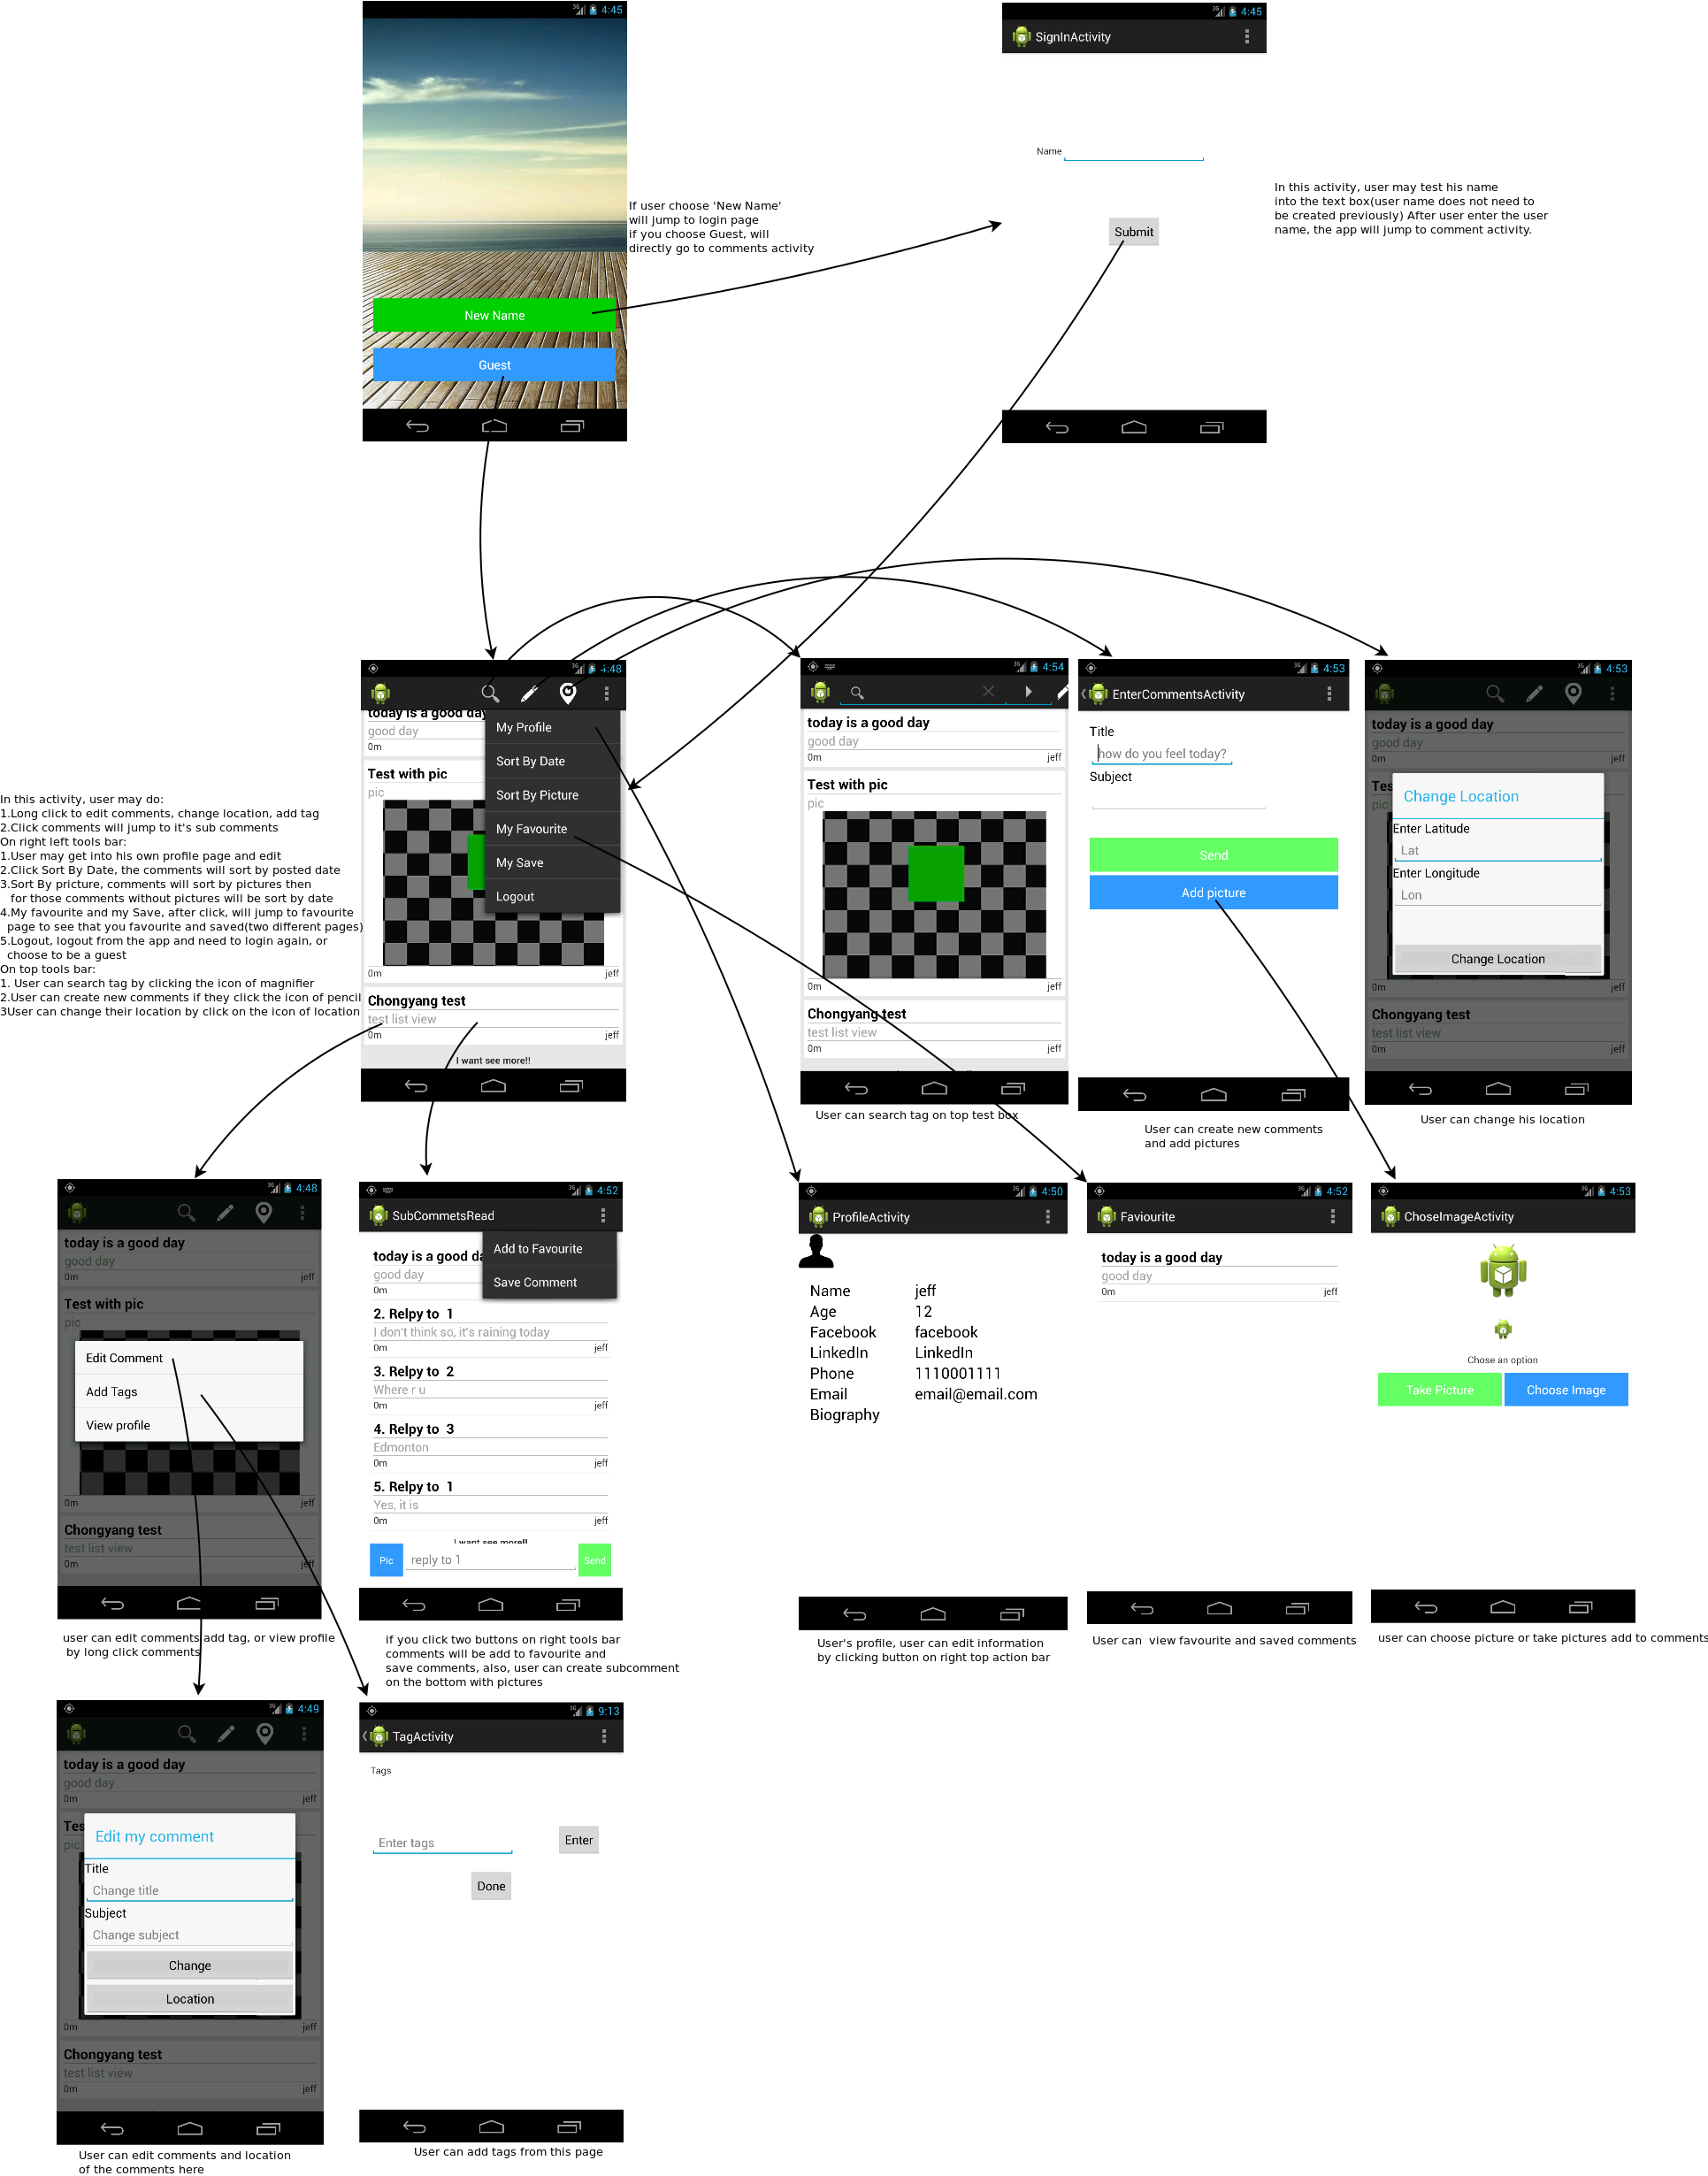 4:45
New Name
Guest
If user choose 'New Name'
will jump to login page
if you choose Guest, will
directly go to comments activity
3G 4:45
SignInActivity
Name
Submit
In this activity, user may test his name
into the text box(user name does not need to
be created previously) After user enter the user
name, the app will jump to comment activity.
In this activity, user may do:
1.Long click to edit comments, change location, add tag
2.Click comments will jump to it's sub comments
On right left tools bar:
1.User may get into his own profile page and edit
2.Click Sort By Date, the comments will sort by posted date
3.Sort By pricture, comments will sort by pictures then
for those comments without pictures will be sort by date
4.My favourite and my Save, after click, will jump to favourite
page to see that you favourite and saved(two different pages)
5.Logout, logout from the app and need to login again, or
choose to be a guest
On top tools bar:
1. User can search tag by clicking the icon of magnifier
2.User can create new comments if they click the icon of pencil
3User can change their location by click on the icon of location
4:48
today is a good day
good day
0m
Test with pic
pic
My Profile
Sort By Date
Sort By Picture
My Favourite
My Save
Logout
0m jeff
Chongyang test
test list view
0m jeff
I want see more!!
3G 4:54
today is a good day
good day
0m jeff
Test with pic
pic
0m jeff
Chongyang test
test list view
0m jeff
User can search tag on top test box
3G 4:53
EnterCommentsActivity
Title
how do you feel today?
Subject
Send
Add picture
User can create new comments
and add pictures
3G 4:53
today is a good day
good day
0m jeff
Tes
pic
Change Location
Enter Latitude
Lat
Enter Longitude
Lon
Change Location
0m jeff
Chongyang test
test list view
0m jeff
User can change his location
3G 4:48
today is a good day
good day
0m jeff
Test with pic
pic
Edit Comment
Add Tags
View profile
0m jeff
Chongyang test
test list view
0m jeff
user can edit comments add tag, or view profile
by long click comments
3G 4:52
SubCommetsRead
Add to Favourite
Save Comment
today is a good da
good day
0m
2. Relpy to 1
I don't think so, it's raining today
0m jeff
3. Relpy to 2
Where r u
0m jeff
4. Relpy to 3
Edmonton
0m jeff
5. Relpy to 1
Yes, it is
0m jeff
I want see more!!
Pic
reply to 1
Send
if you click two buttons on right tools bar
comments will be add to favourite and
save comments, also, user can create subcomment
on the bottom with pictures
3G 4:50
ProfileActivity
Name jeff
Age 12
Facebook facebook
LinkedIn LinkedIn
Phone 1110001111
Email email@email.com
Biography
User's profile, user can edit information
by clicking button on right top action bar
3G 4:52
Faviourite
today is a good day
good day
0m jeff
User can view favourite and saved comments
3G 4:53
ChoseImageActivity
Chose an option
Take Picture
Choose Image
user can choose picture or take pictures add to comments
3G 4:49
today is a good day
good day
0m jeff
Tes
pic
Edit my comment
Title
Change title
Subject
Change subject
Change
Location
0m jeff
Chongyang test
test list view
0m jeff
User can edit comments and location
of the comments here
3G 9:13
TagActivity
Tags
Enter tags
Enter
Done
User can add tags from this page